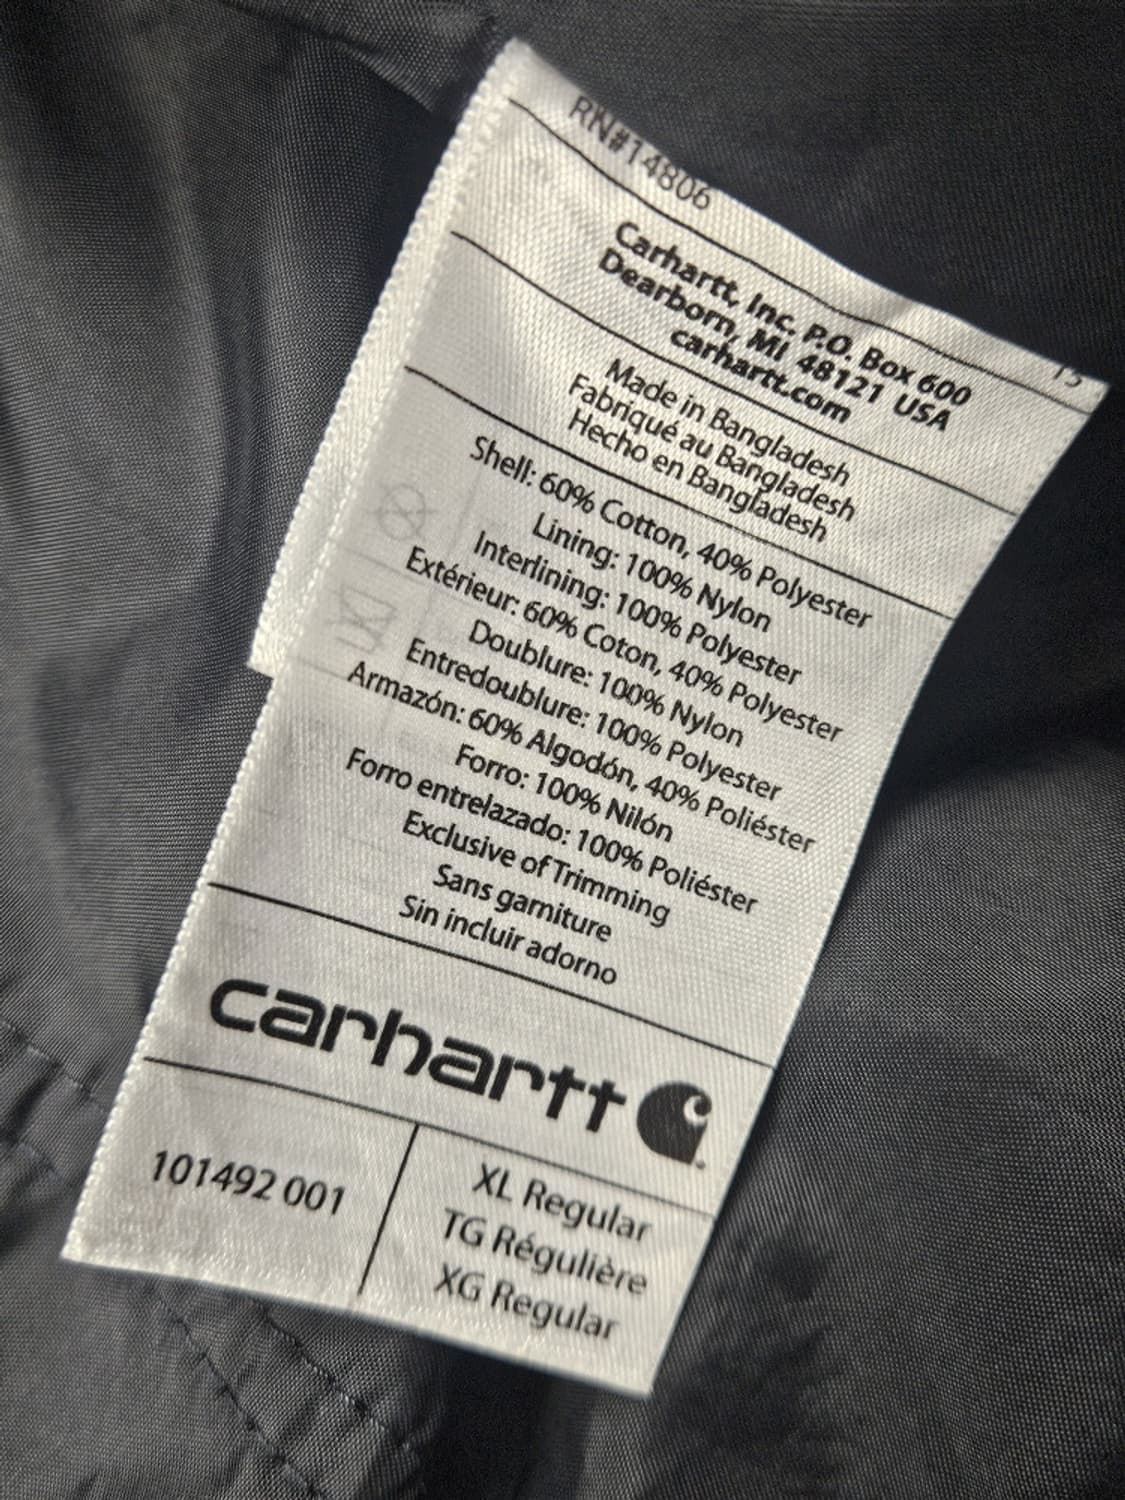 RN#14806
Carhartt, Inc. P.O. Box 600
Dearborn, MI 48121 USA
carhartt.com
Made in Bangladesh
Fabriqué au Bangladesh
Hecho en Bangladesh
Shell: 60% Cotton, 40% Polyester
Lining: 100% Nylon
Interlining: 100% Polyester
Extérieur: 60% Coton, 40% Polyester
Doublure: 100% Nylon
Entredoublure: 100% Polyester
Armazón: 60% Algodón, 40% Poliéster
Forro: 100% Nilón
Forro entrelazado: 100% Poliéster
Exclusive of Trimming
Sans garniture
Sin incluir adorno
carhartt
101492 001
XL Regular
TG Régulière
XG Regular